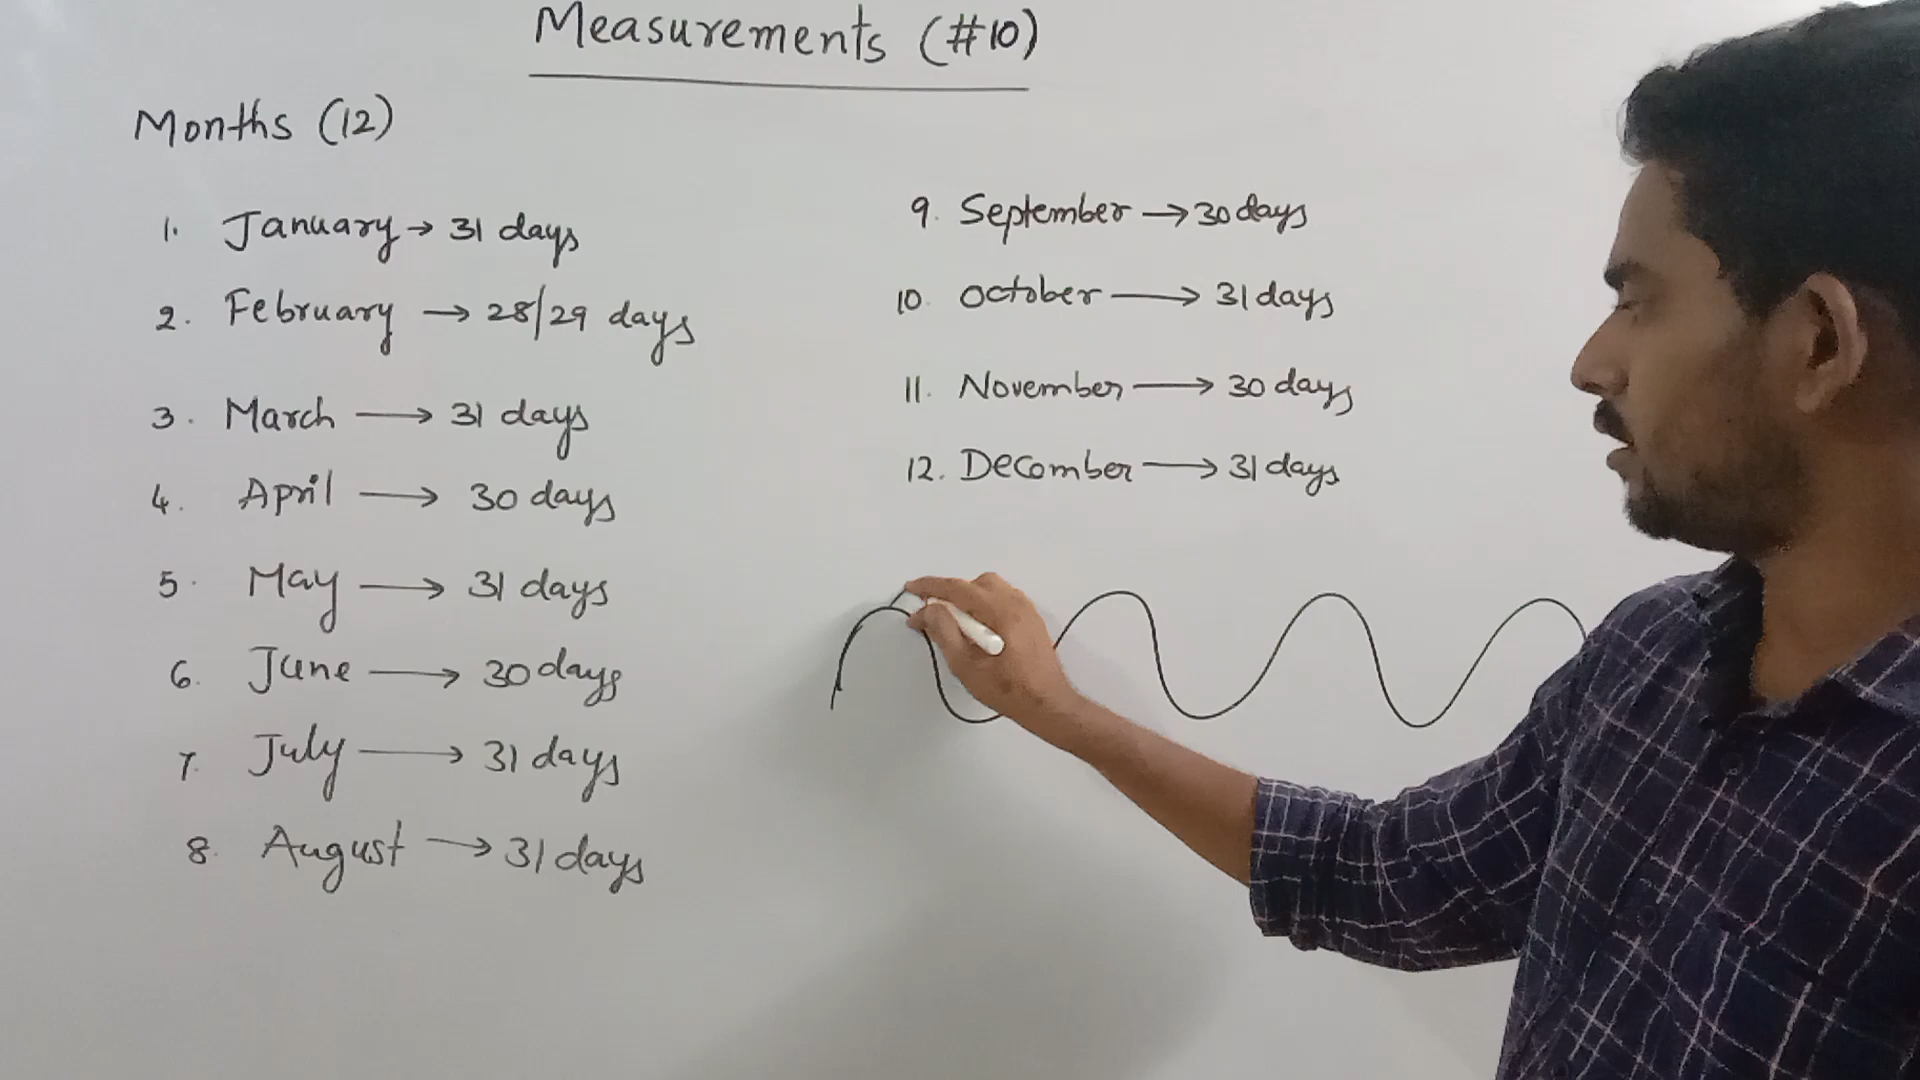 Measurements (#10)
Months (12)
1. January → 31 days
2. February → 28/29 days
3. March → 31 days
4. April → 30 days
5. May → 31 days
6. June → 30 days
7. July → 31 days
8. August → 31 days
9. September → 30 days
10. October → 31 days
11. November → 30 days
12. December → 31 days